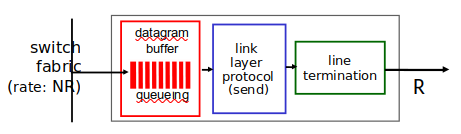 switch
fabric
(rate: NR)
datagram
buffer
queueing
link
layer
protocol
(send)
line
termination
R